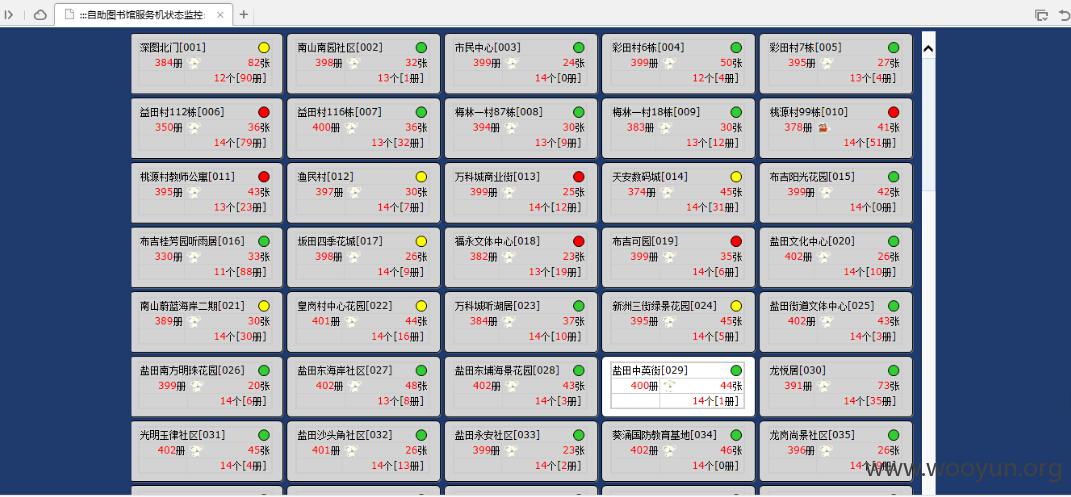 :::自助图书馆服务机状态监控:
深图北门[001]
384册 82张
12个[90册]
南山南园社区[002]
398册 32张
13个[1册]
市民中心[003]
399册 24张
14个[0册]
彩田村6栋[004]
399册 50张
12个[4册]
彩田村7栋[005]
395册 27张
13个[4册]
益田村112栋[006]
350册 36张
14个[79册]
益田村116栋[007]
400册 36张
13个[32册]
梅林一村87栋[008]
394册 30张
13个[9册]
梅林一村18栋[009]
383册 30张
13个[12册]
桃源村99栋[010]
378册 41张
14个[51册]
桃源村教师公寓[011]
395册 43张
13个[23册]
渔民村[012]
397册 30张
14个[7册]
万科城商业街[013]
399册 25张
14个[12册]
天安数码城[014]
374册 45张
14个[31册]
布吉阳光花园[015]
399册 42张
14个[0册]
布吉桂芳园听雨居[016]
330册 33张
11个[88册]
坂田四季花城[017]
398册 26张
14个[9册]
福永文体中心[018]
382册 23张
13个[19册]
布吉可园[019]
399册 35张
14个[6册]
盐田文化中心[020]
402册 26张
14个[10册]
南山蔚蓝海岸二期[021]
389册 30张
14个[30册]
皇岗村中心花园[022]
401册 44张
14个[16册]
万科城听湖居[023]
384册 37张
14个[10册]
新洲三街绿景花园[024]
395册 45张
14个[5册]
盐田街道文体中心[025]
402册 43张
14个[3册]
盐田南方明珠花园[026]
399册 20张
14个[6册]
盐田东海岸社区[027]
402册 48张
13个[8册]
盐田东埔海景花园[028]
402册 43张
14个[3册]
盐田中英街[029]
400册 44张
14个[1册]
龙悦居[030]
391册 73张
14个[35册]
光明玉律社区[031]
402册 45张
14个[4册]
盐田沙头角社区[032]
401册 26张
14个[13册]
盐田永安社区[033]
399册 23张
14个[2册]
葵涌国防教育基地[034]
402册 46张
14个[0册]
龙岗尚景社区[035]
396册 26张
www.wooyun.org